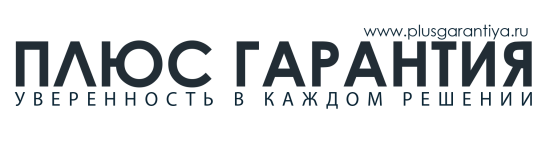 www.plusgarantiya.ru
ПЛЮС ГАРАНТИЯ
УВЕРЕННОСТЬ В КАЖДОМ РЕШЕНИИ